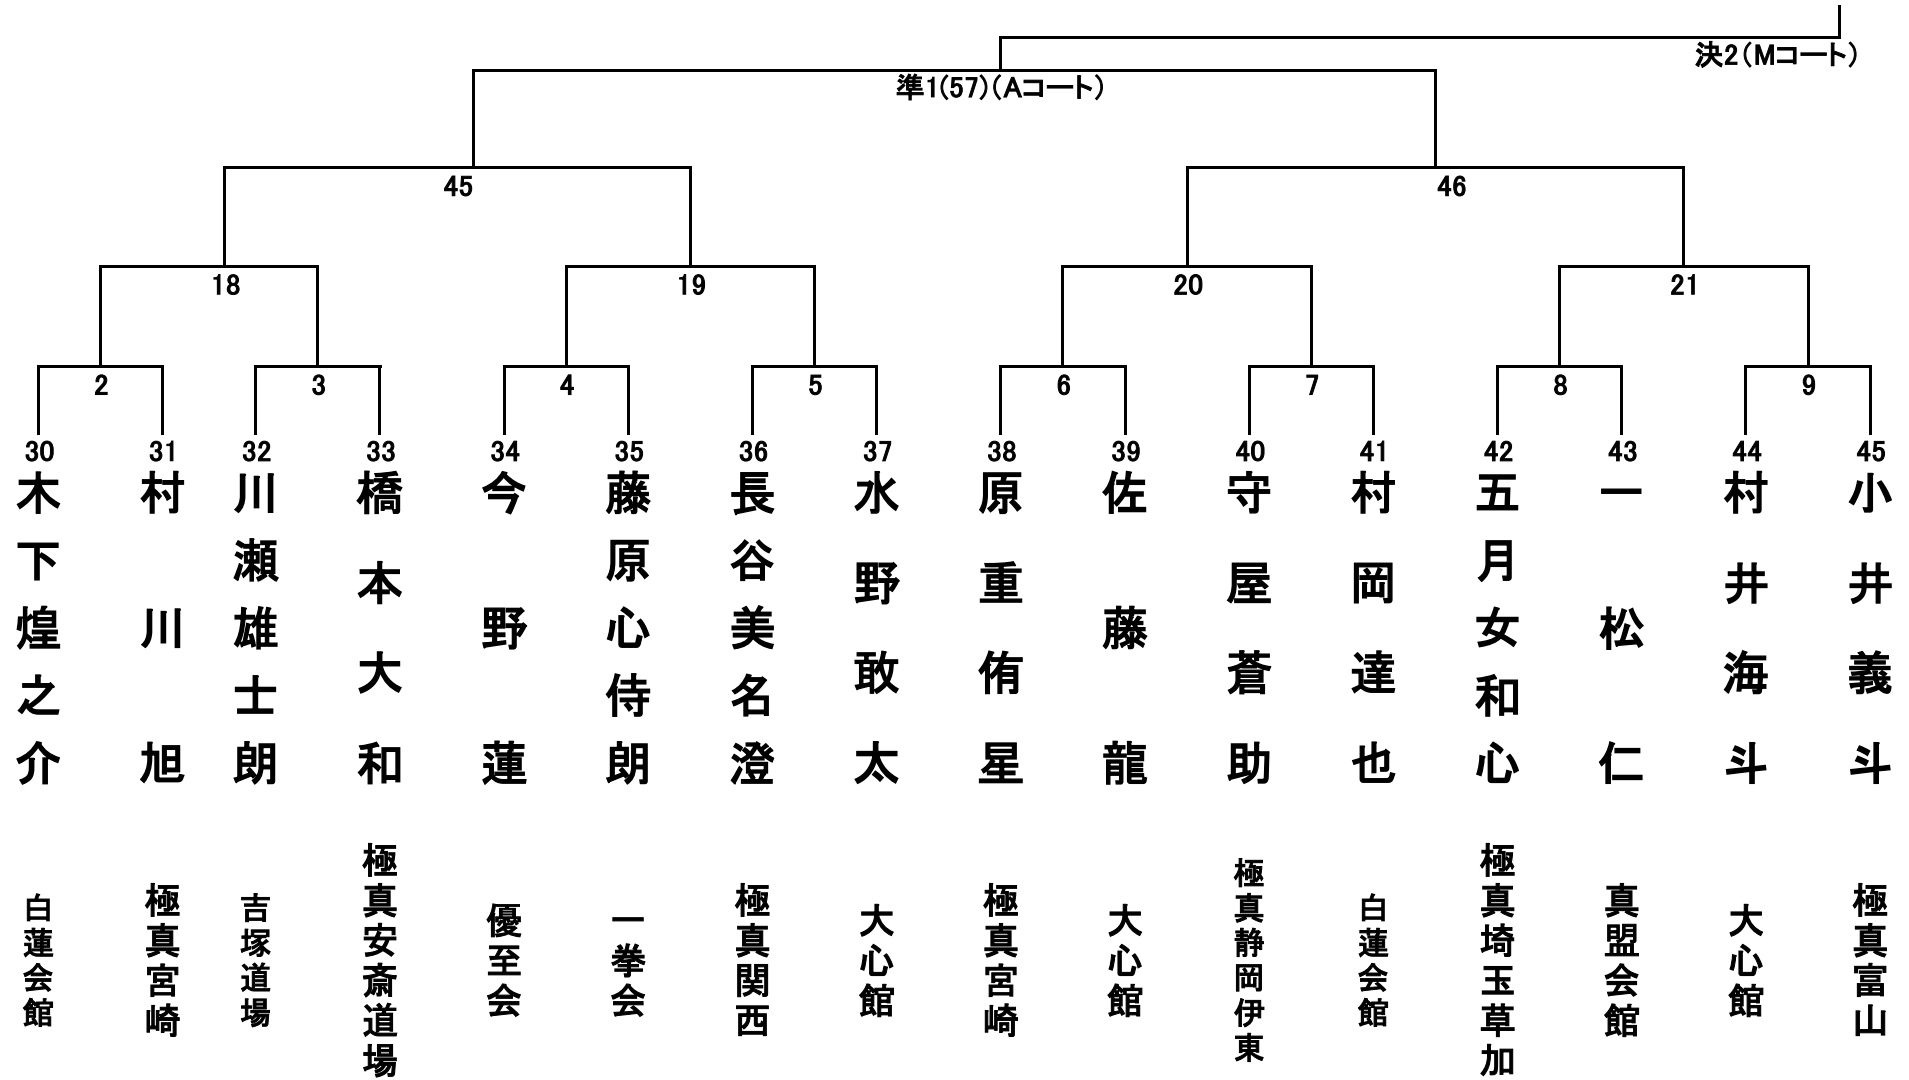 決2(Mコート)
準1(57)(Aコート)
45
46
18
19
20
21
2
3
4
5
6
7
8
9
30
31
32
33
34
35
36
37
38
39
40
41
42
43
44
45
木下煌之介
村川旭
川瀬雄士朗
橋本大和
今野蓮
藤原心侍朗
長谷美名澄
水野敢太
原重侑星
佐藤龍
守屋蒼助
村岡達也
五月女和心
一松仁
村井海斗
小井義斗
白蓮会館
極真宮崎
吉塚道場
極真安斎道場
優至会
一拳会
極真関西
大心館
極真宮崎
大心館
極真静岡伊東
白蓮会館
極真埼玉草加
真盟会館
大心館
極真富山